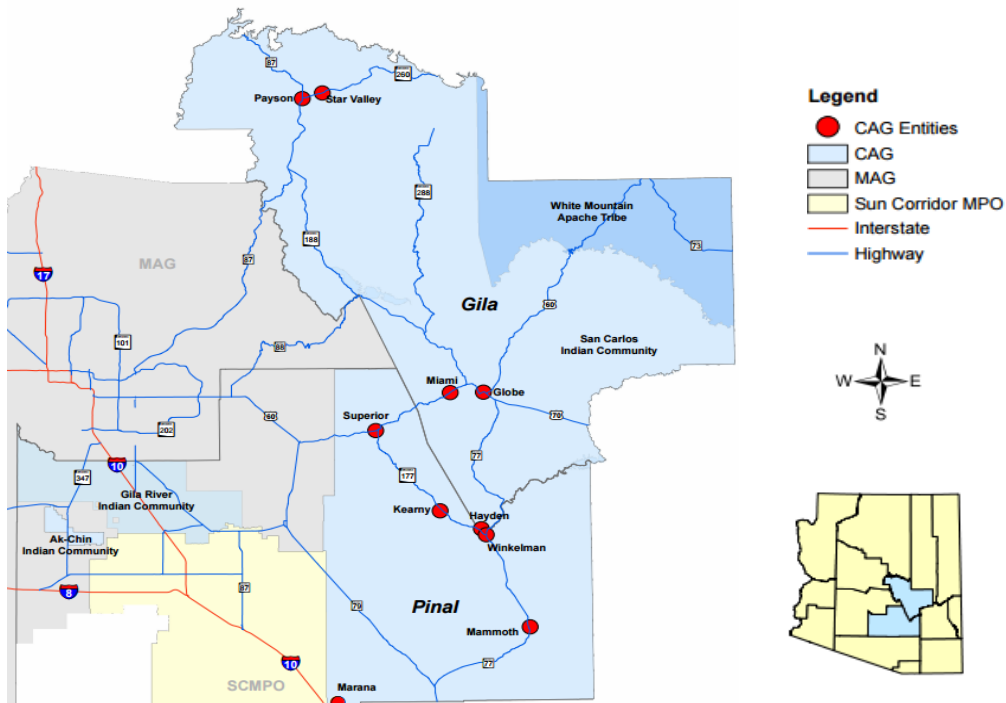 87
260
Payson
Star Valley
Legend
CAG Entities
CAG
MAG
Sun Corridor MPO
Interstate
Highway
288
White Mountain
Apache Tribe
188
73
MAG
87
17
Gila
60
San Carlos
Indian Community
101
88
N
W
E
S
Miami
Globe
Superior
60
70
202
77
10
347
177
Gila River
Indian Community
Kearny
Hayden
Ak-Chin
Indian Community
Winkelman
8
87
79
Pinal
Mammoth
10
77
SCMPO
Marana